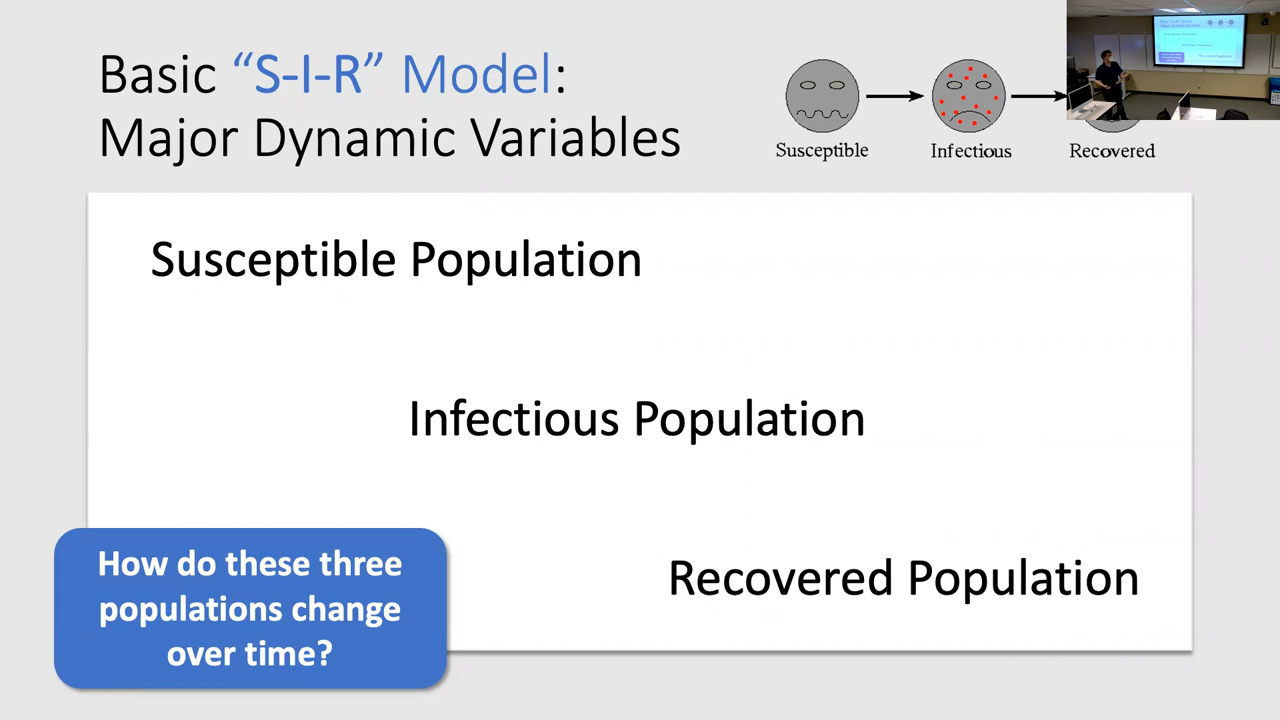 Basic “S-I-R” Model:
Major Dynamic Variables
Susceptible
Infectious
Recovered
Susceptible Population
Infectious Population
Recovered Population
How do these three
populations change
over time?